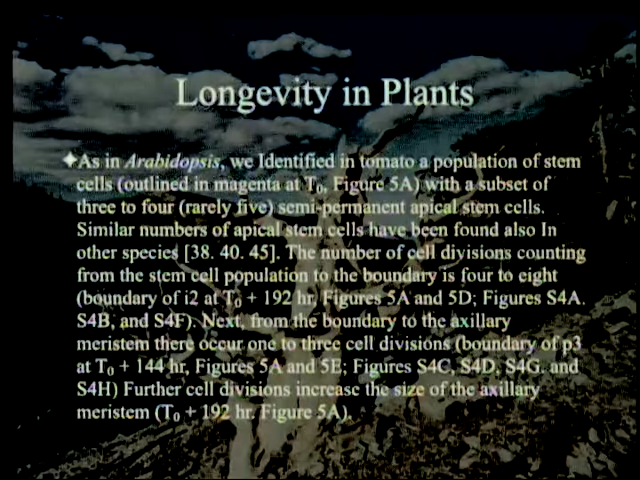 Longevity in Plants
✦As in Arabidopsis, we Identified in tomato a population of stem
cells (outlined in magenta at T₀, Figure 5A) with a subset of
three to four (rarely five) semi-permanent apical stem cells.
Similar numbers of apical stem cells have been found also In
other species [38. 40. 45]. The number of cell divisions counting
from the stem cell population to the boundary is four to eight
(boundary of i2 at T₀ + 192 hr, Figures 5A and 5D; Figures S4A.
S4B, and S4F). Next, from the boundary to the axillary
meristem there occur one to three cell divisions (boundary of p3
at T₀ + 144 hr, Figures 5A and 5E; Figures S4C, S4D, S4G. and
S4H) Further cell divisions increase the size of the axillary
meristem (T₀ + 192 hr. Figure 5A).